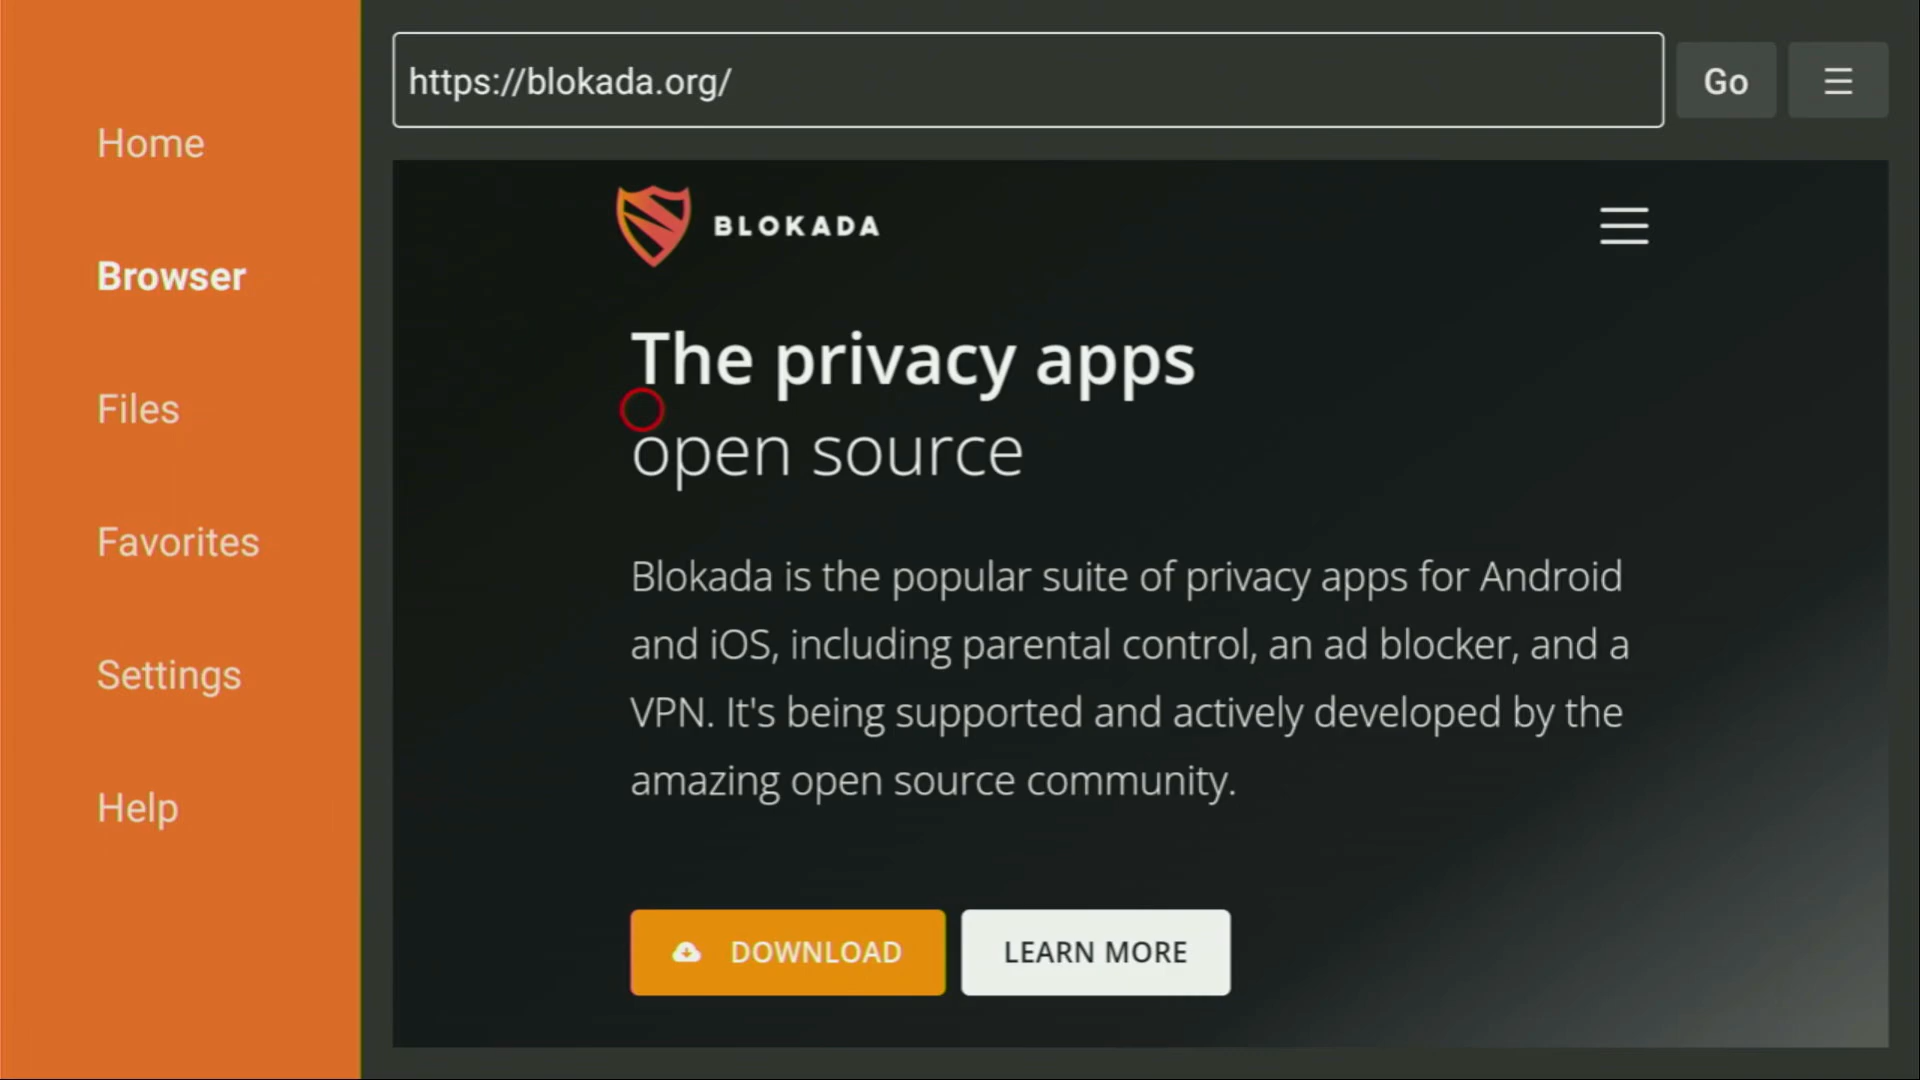 Home
Browser
Files
Favorites
Settings
Help
https://blokada.org/
Go
BLOKADA
The privacy apps
open source
Blokada is the popular suite of privacy apps for Android
and iOS, including parental control, an ad blocker, and a
VPN. It's being supported and actively developed by the
amazing open source community.
DOWNLOAD
LEARN MORE